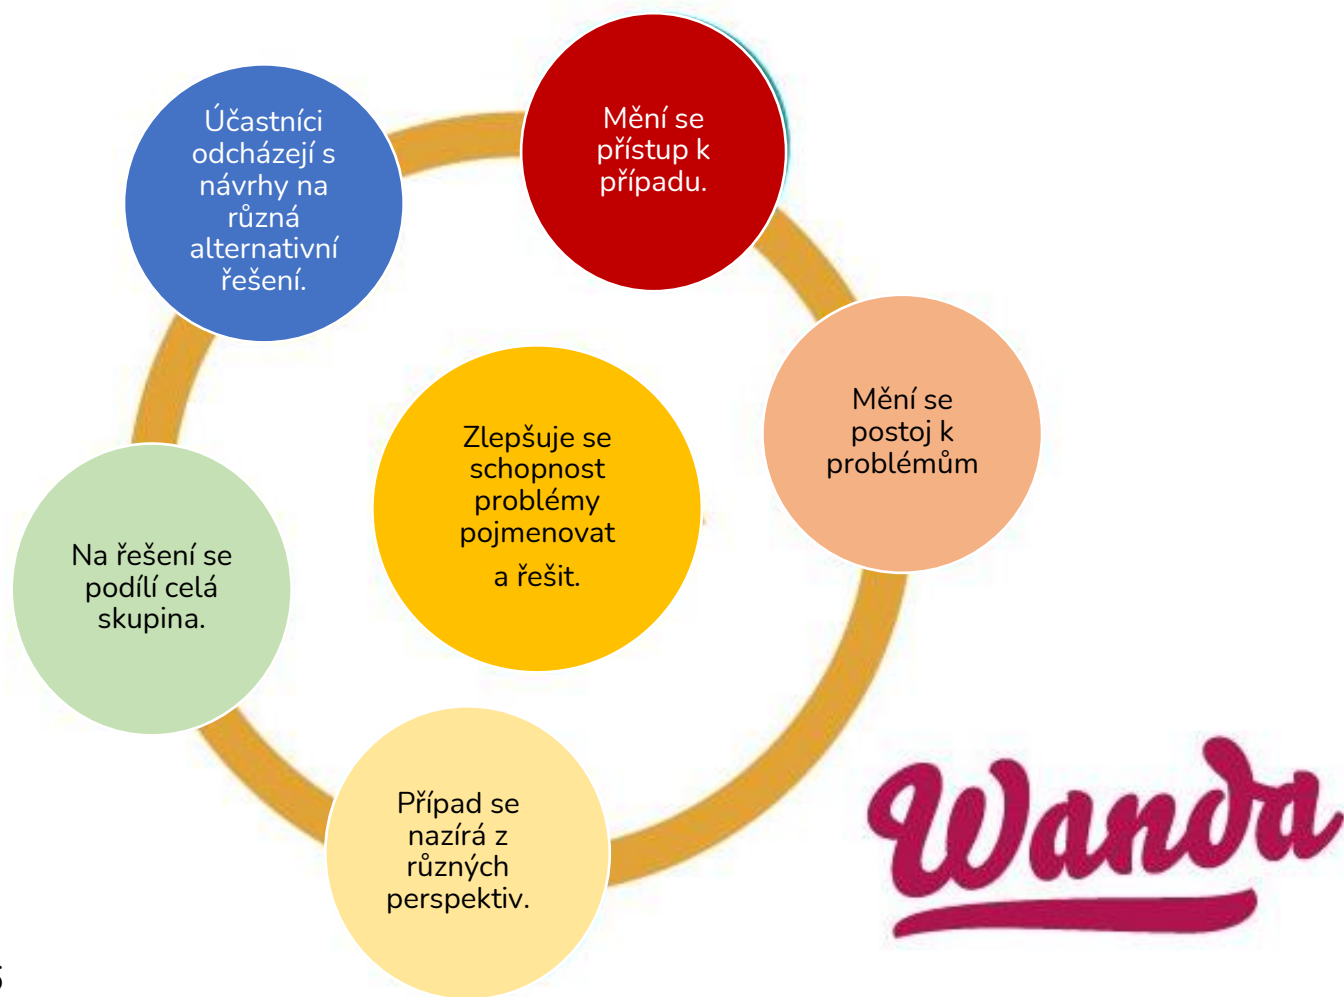 Účastníci
odcházejí s
návrhy na
různá
alternativní
řešení.
Mění se
přístup k
případu.
Mění se
postoj k
problémům
Zlepšuje se
schopnost
problémy
pojmenovat
a řešit.
Na řešení se
podílí celá
skupina.
Případ se
nazírá z
různých
perspektiv.
Wanda